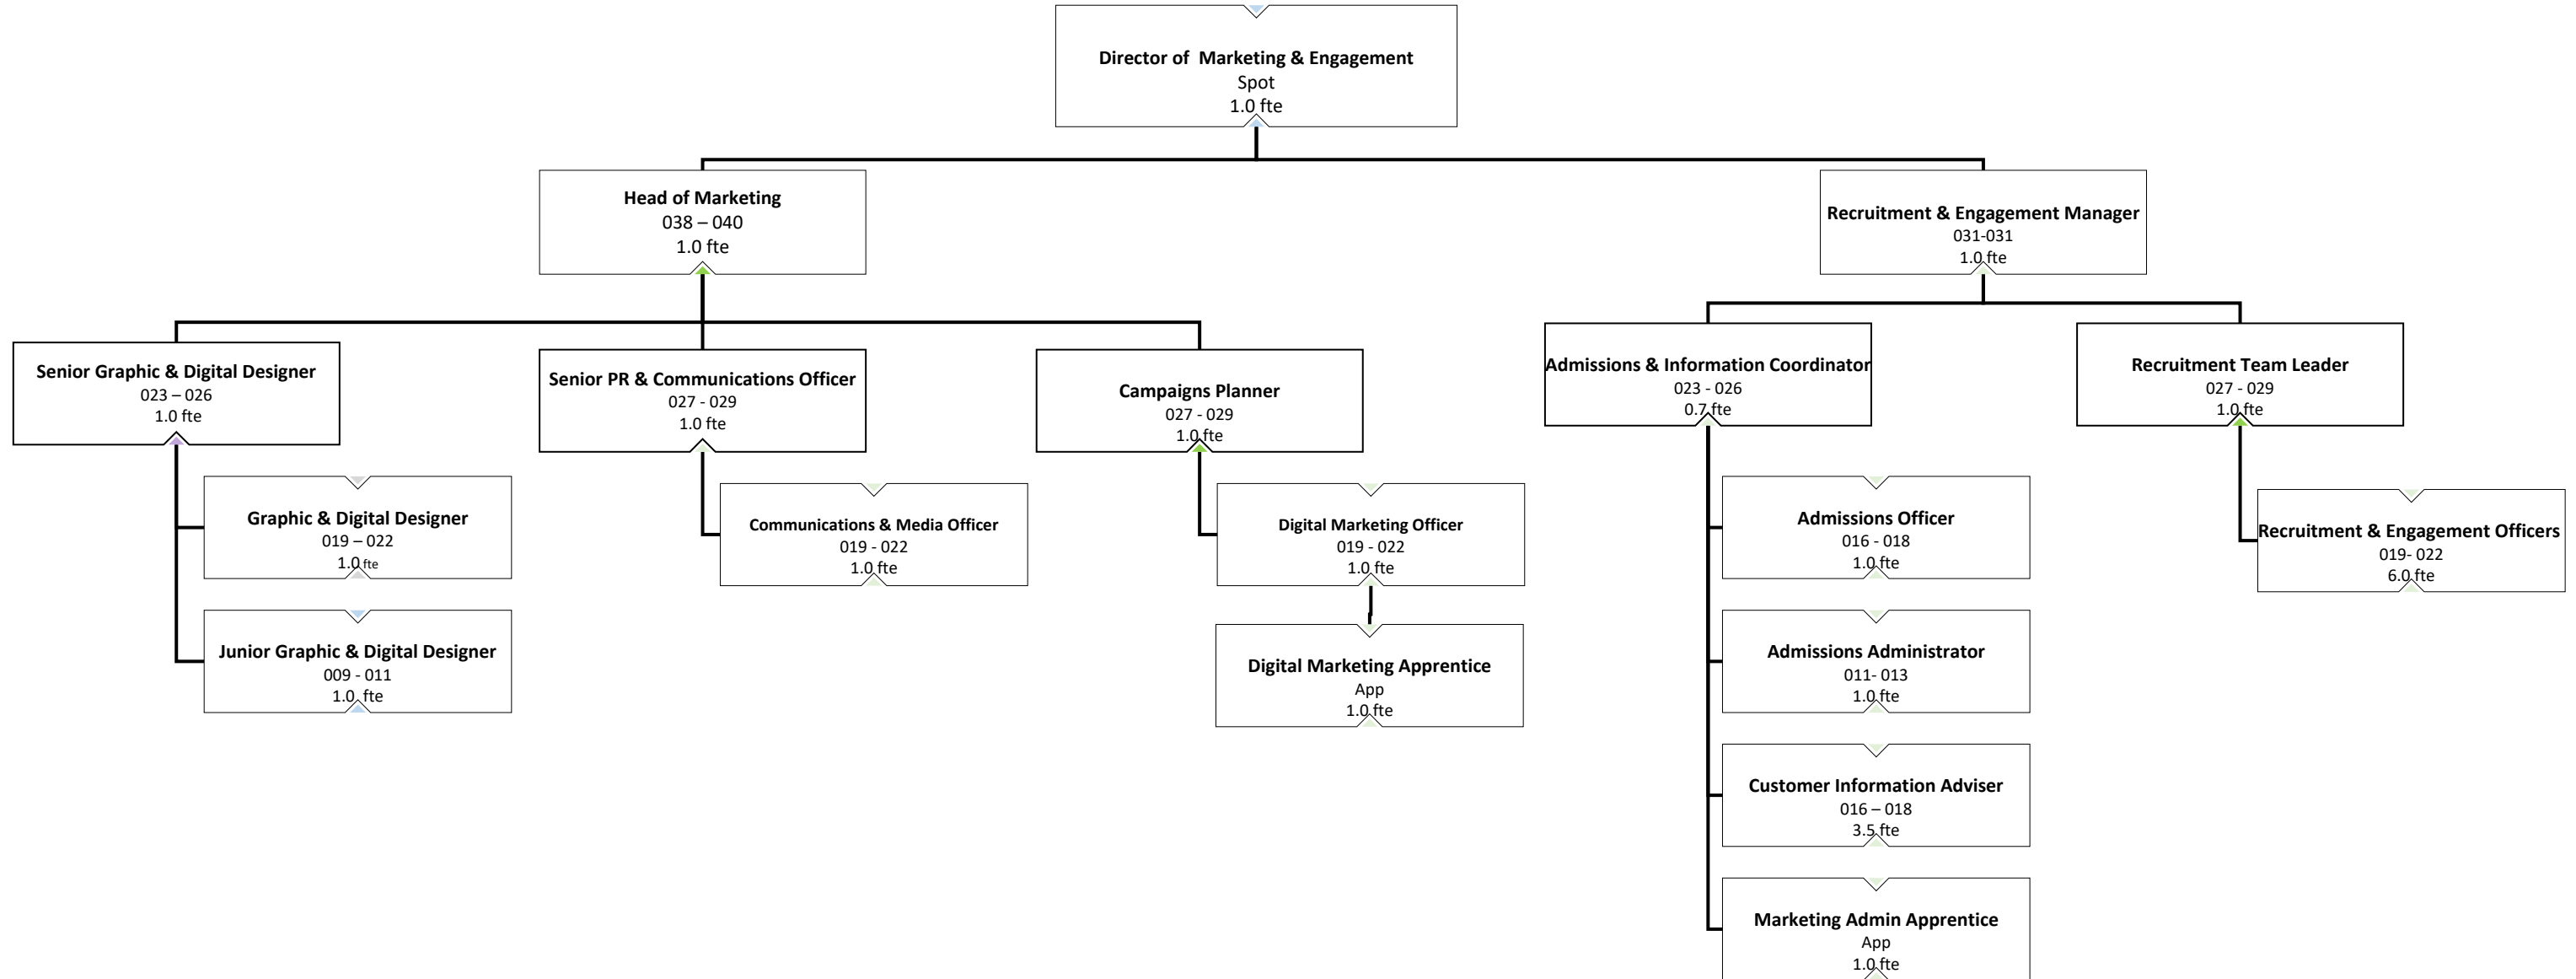 Director of  Marketing & Engagement
Spot
1.0 fte
Head of Marketing
038 – 040
1.0 fte
Recruitment & Engagement Manager
031-031
1.0 fte
Senior Graphic & Digital Designer
023 – 026
1.0 fte
Senior PR & Communications Officer
027 - 029
1.0 fte
Campaigns Planner
027 - 029
1.0 fte
Admissions & Information Coordinator
023 - 026
0.7 fte
Recruitment Team Leader
027 - 029
1.0 fte
Graphic & Digital Designer
019 – 022
1.0 fte
Junior Graphic & Digital Designer
009 - 011
1.0  fte
Communications & Media Officer
019 - 022
1.0 fte
Digital Marketing Officer
019 - 022
1.0 fte
Digital Marketing Apprentice
App
1.0 fte
Admissions Officer
016 - 018
1.0 fte
Admissions Administrator
011- 013
1.0 fte
Customer Information Adviser
016 – 018
3.5 fte
Marketing Admin Apprentice
App
1.0 fte
Recruitment & Engagement Officers
019- 022
6.0 fte